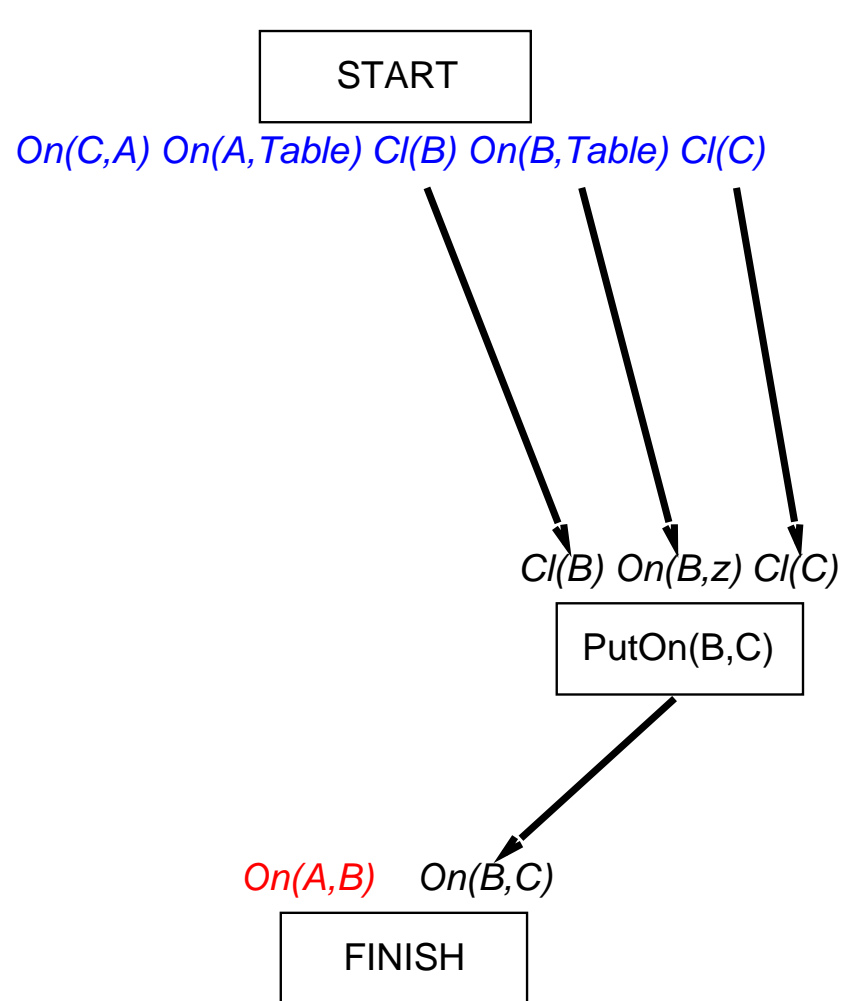 START
On(C,A) On(A,Table) Cl(B) On(B,Table) Cl(C)
Cl(B) On(B,z) Cl(C)
PutOn(B,C)
On(A,B) On(B,C)
FINISH